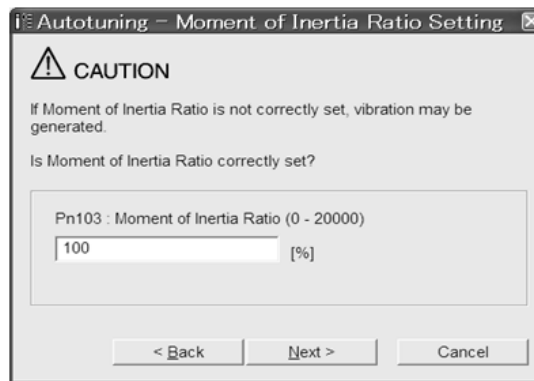 Autotuning - Moment of Inertia Ratio Setting
CAUTION
If Moment of Inertia Ratio is not correctly set, vibration may be
generated.
Is Moment of Inertia Ratio correctly set?
Pn103 : Moment of Inertia Ratio (0 - 20000)
100 [%]
< Back Next > Cancel